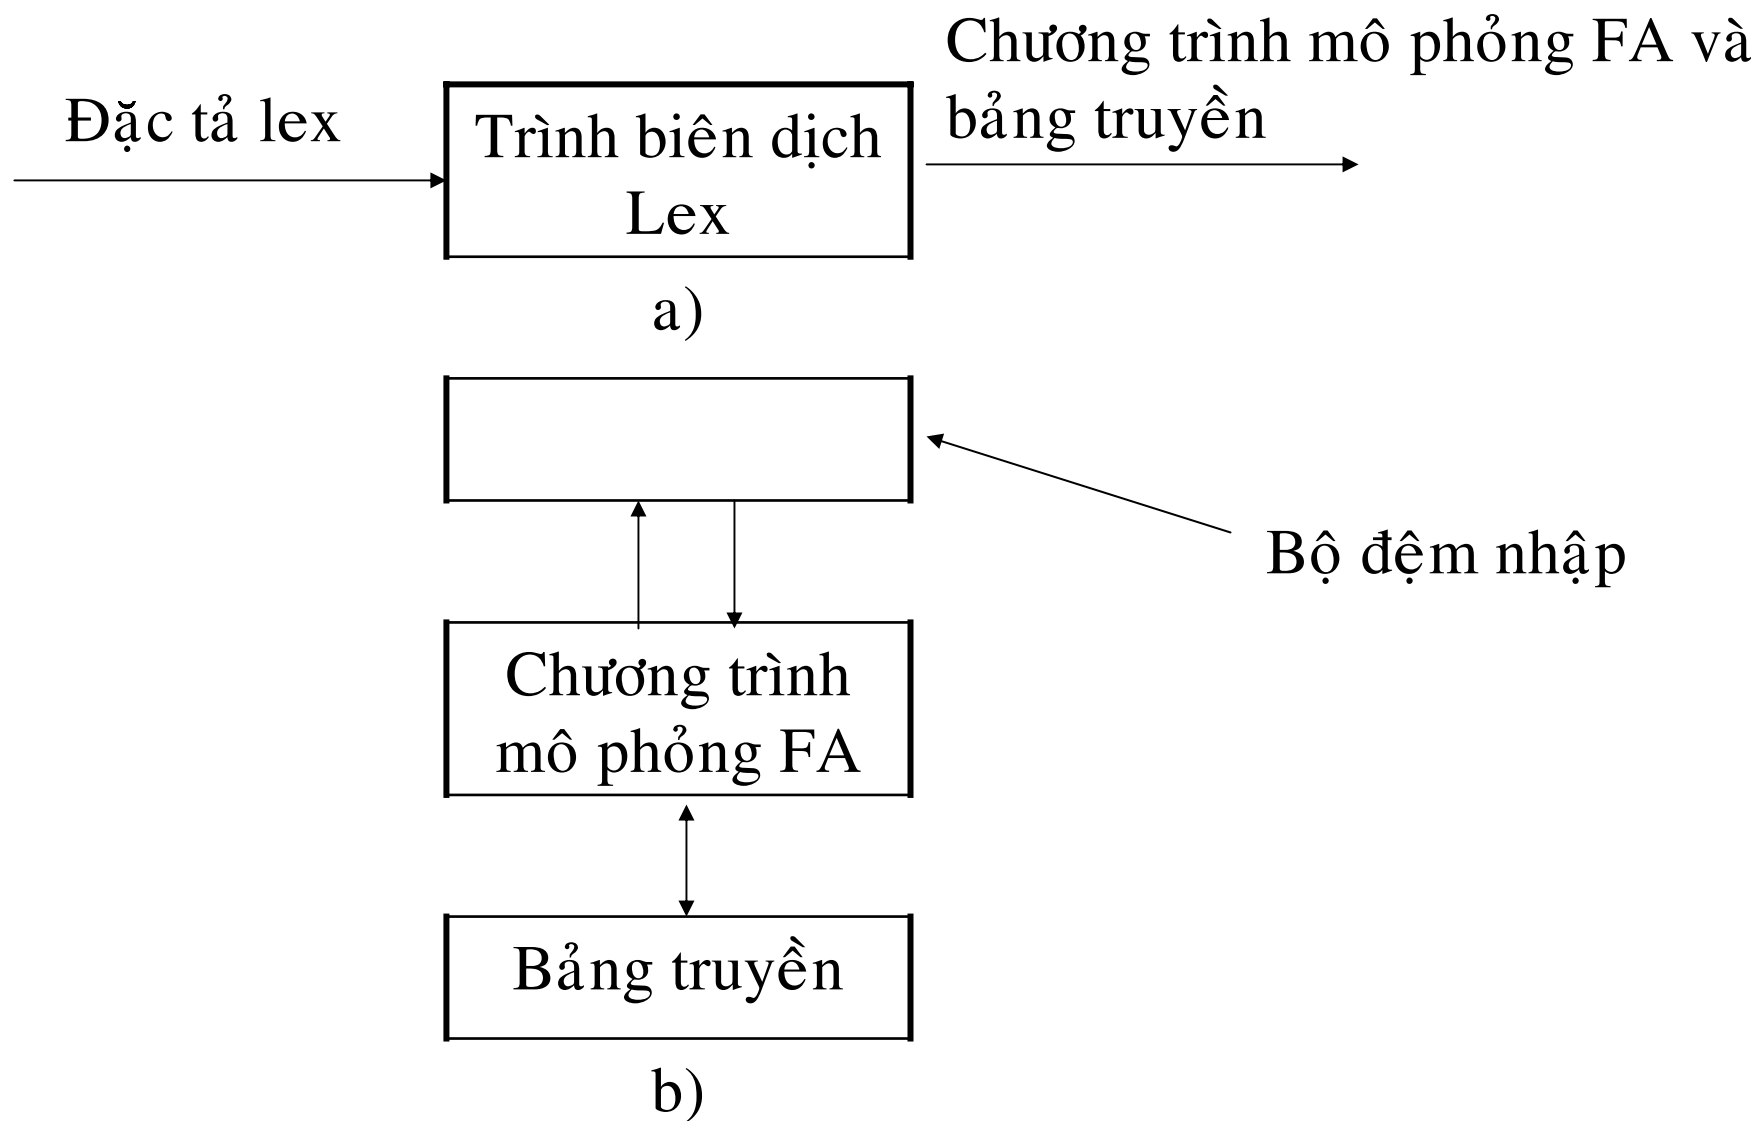 Chương trình mô phỏng FA và
bảng truyền
Đặc tả lex
Trình biên dịch
Lex
a)
Bộ đệm nhập
Chương trình
mô phỏng FA
Bảng truyền
b)